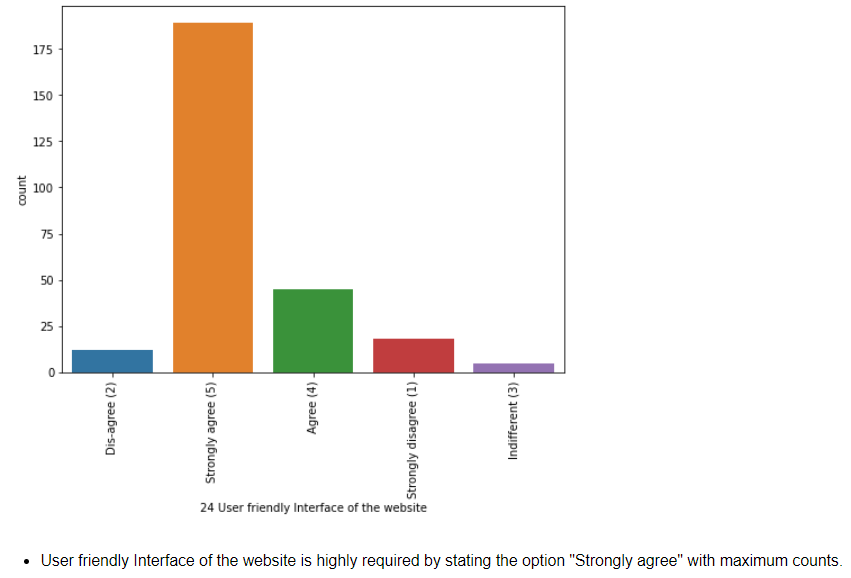 175
150
125
100
75
50
25
0
count
Dis-agree (2)
Strongly agree (5)
Agree (4)
Strongly disagree (1)
Indifferent (3)
24 User friendly Interface of the website
• User friendly Interface of the website is highly required by stating the option "Strongly agree" with maximum counts.